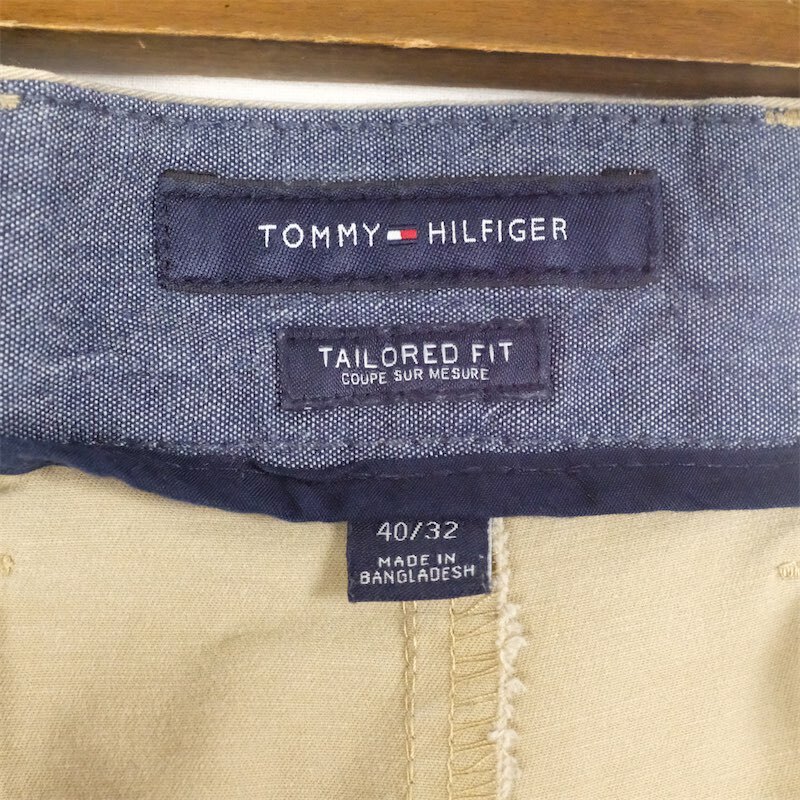 TOMMY HILFIGER
TAILORED FIT
COUPE SUR MESURE
40/32
MADE IN
BANGLADESH